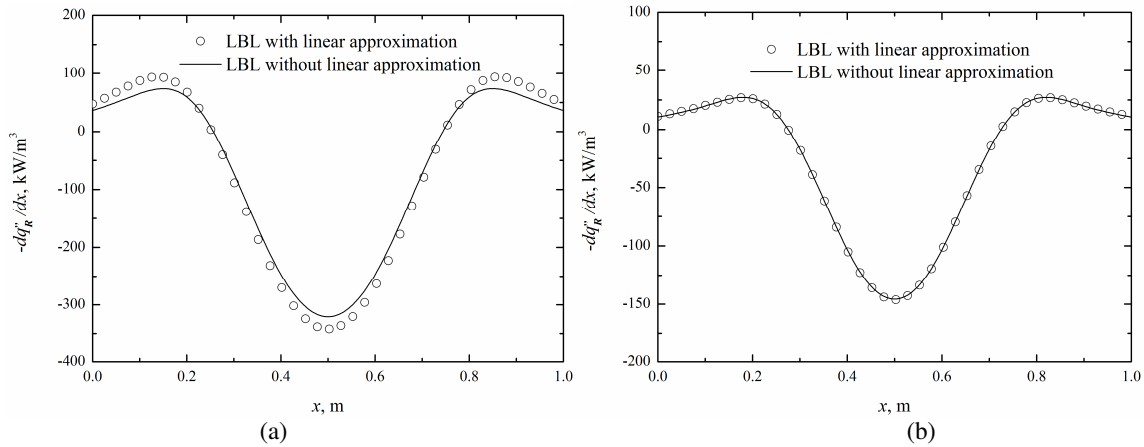 200
100
0
-100
-200
-300
-400
-dq"R /dx, kW/m3
LBL with linear approximation
LBL without linear approximation
0.0 0.2 0.4 0.6 0.8 1.0
x, m
(a)
100
50
0
-50
-100
-150
-200
-dq"R /dx, kW/m3
LBL with linear approximation
LBL without linear approximation
0.0 0.2 0.4 0.6 0.8 1.0
x, m
(b)